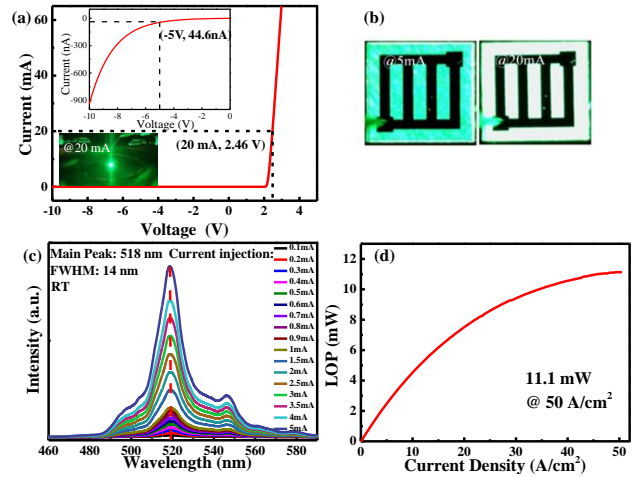 (a)
60
50
40
30
20
10
0
Current (mA)
-10 -8 -6 -4 -2 0 2 4
Voltage (V)
0
-300
-600
-900
Current (nA)
-10 -8 -6 -4 -2 0
Voltage (V)
(-5V, 44.6nA)
@20 mA
(20 mA, 2.46 V)
(b)
@5mA
@20mA
(c)
Main Peak: 518 nm Current injection:
FWHM: 14 nm
RT
0.1mA
0.2mA
0.3mA
0.4mA
0.5mA
0.6mA
0.7mA
0.8mA
0.9mA
1mA
1.5mA
2mA
2.5mA
3mA
3.5mA
4mA
5mA
Intensity (a.u.)
460 480 500 520 540 560 580
Wavelength (nm)
(d)
12
10
8
6
4
2
0
LOP (mW)
0 10 20 30 40 50
Current Density (A/cm²)
11.1 mW
@ 50 A/cm²